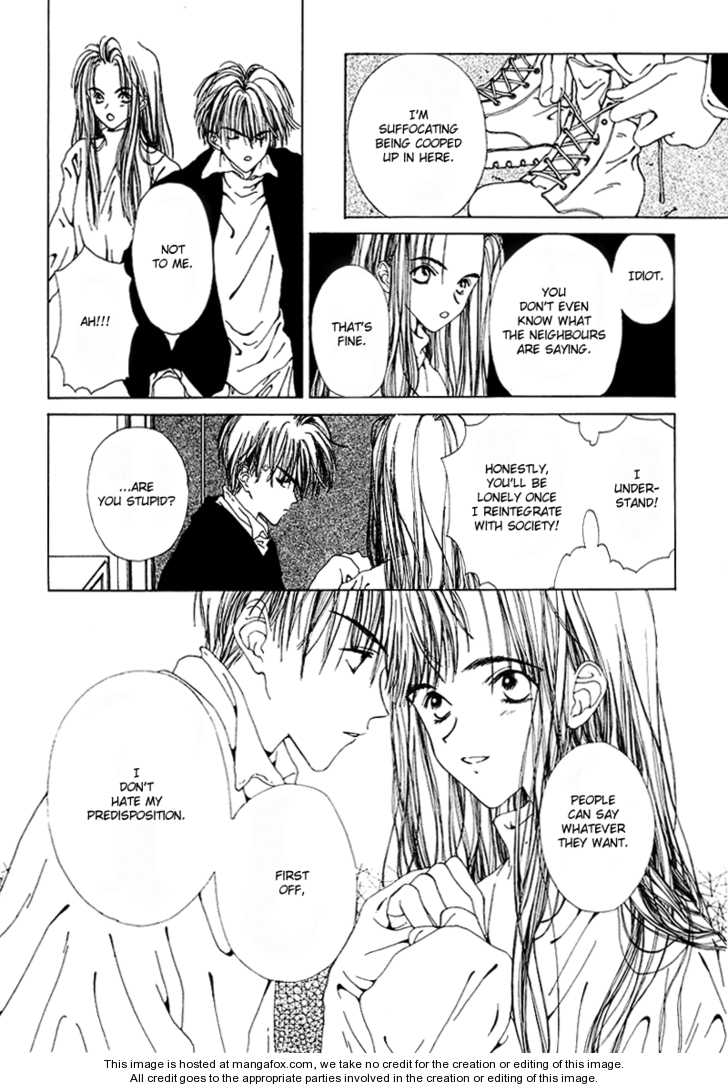 I'M
SUFFOCATING
BEING COOPED
UP IN HERE.
IDIOT.
YOU
DON'T EVEN
KNOW WHAT
THE NEIGHBOURS
ARE SAYING.
THAT'S
FINE.
NOT
TO ME.
AH!!!
I
UNDER-
STAND!
HONESTLY,
YOU'LL BE
LONELY ONCE
I REINTEGRATE
WITH SOCIETY!
...ARE
YOU STUPID?
PEOPLE
CAN SAY
WHATEVER
THEY WANT.
FIRST
OFF,
I
DON'T
HATE MY
PREDISPOSITION.
This image is hosted at mangafox.com, we take no credit for the creation or editing of this image.
All credit goes to the appropriate parties involved in creation or editing of this image.